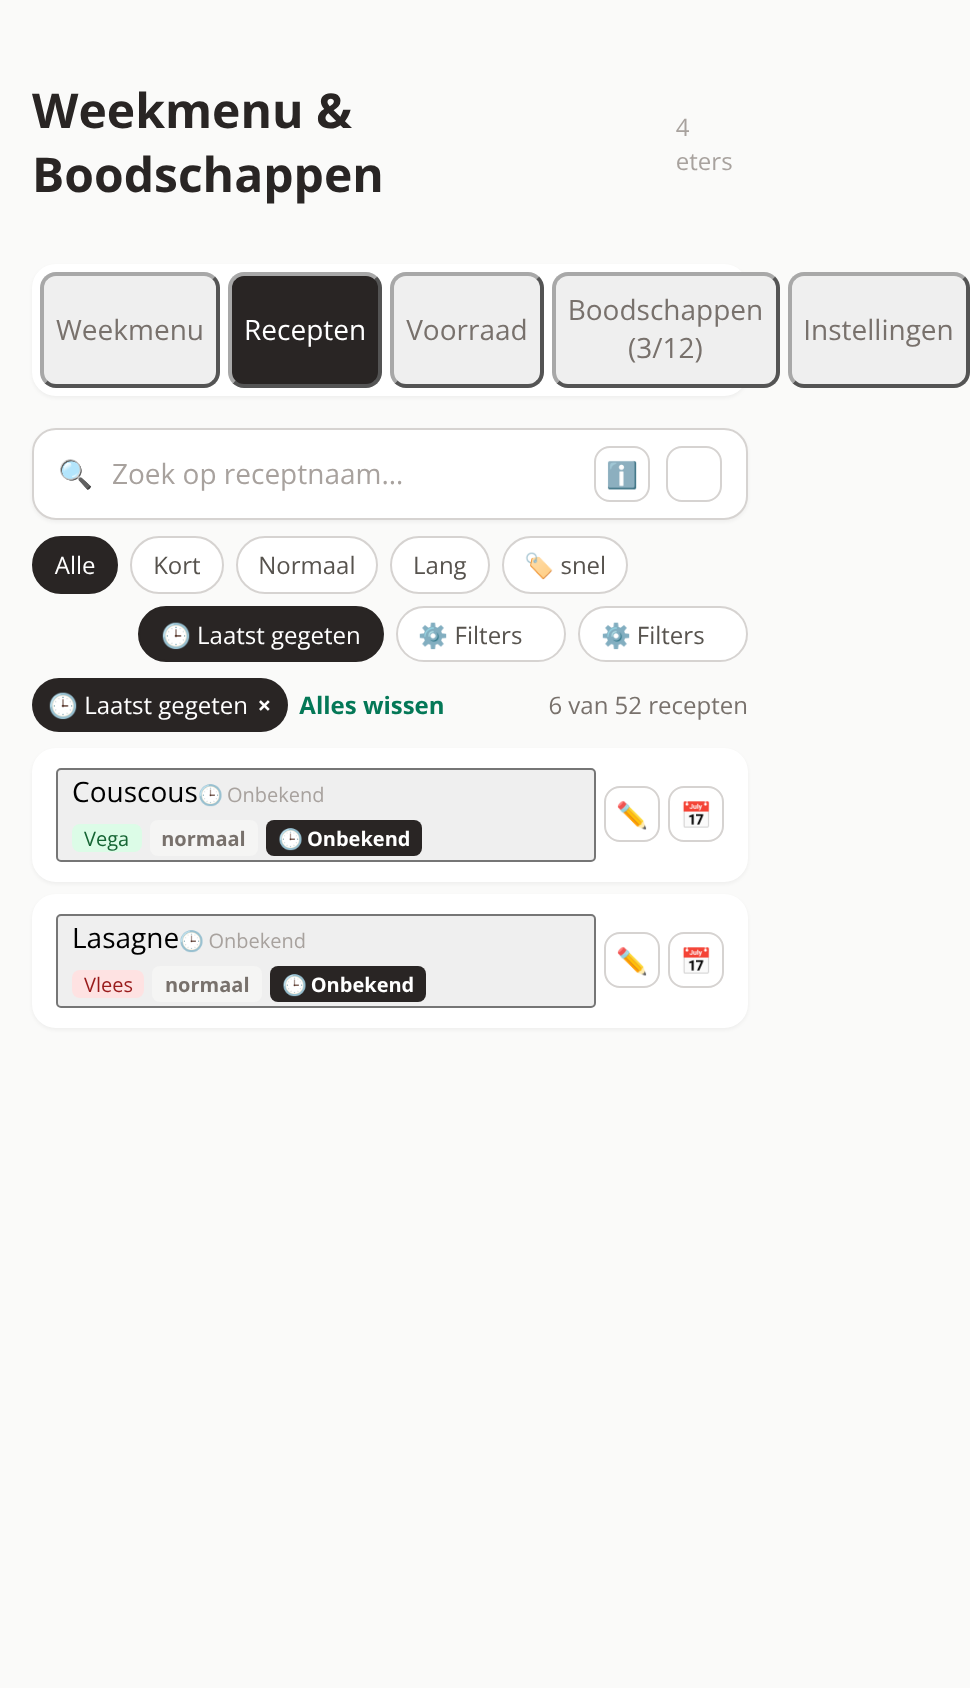 Weekmenu &
Boodschappen
4
eters
Weekmenu
Recepten
Voorraad
Boodschappen
(3/12)
Instellingen
🔍 Zoek op receptnaam... ℹ️
Alle
Kort
Normaal
Lang
🏷️ snel
🕒 Laatst gegeten
⚙️ Filters
⚙️ Filters
🕒 Laatst gegeten ×
Alles wissen
6 van 52 recepten
Couscous 🕒 Onbekend
Vega normaal 🕒 Onbekend
✏️ 📅
Lasagne 🕒 Onbekend
Vlees normaal 🕒 Onbekend
✏️ 📅